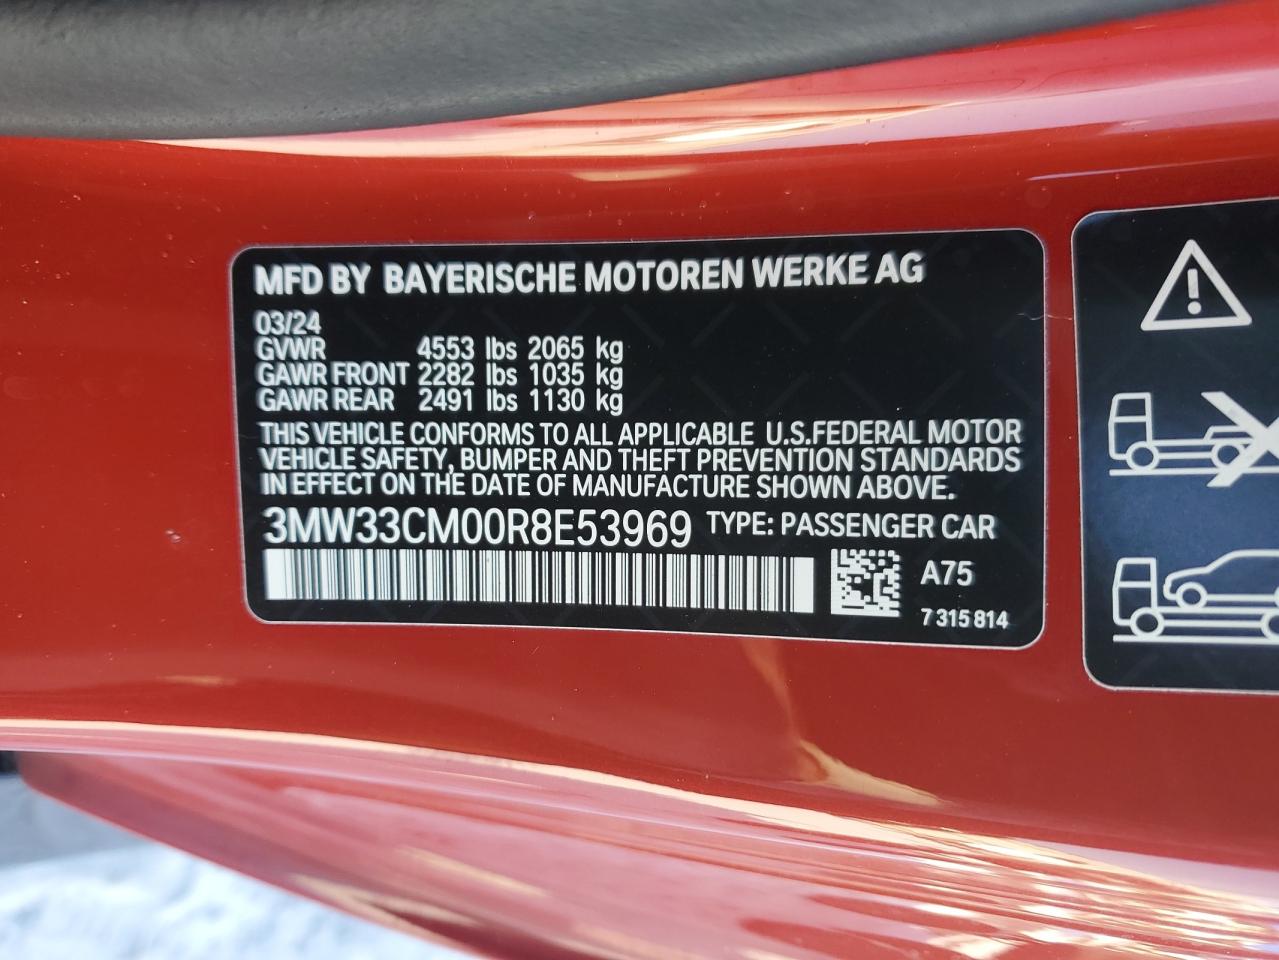 MFD BY BAYERISCHE MOTOREN WERKE AG
03/24
GVWR 4553 lbs 2065 kg
GAWR FRONT 2282 lbs 1035 kg
GAWR REAR 2491 lbs 1130 kg
THIS VEHICLE CONFORMS TO ALL APPLICABLE U.S.FEDERAL MOTOR
VEHICLE SAFETY, BUMPER AND THEFT PREVENTION STANDARDS
IN EFFECT ON THE DATE OF MANUFACTURE SHOWN ABOVE.
3MW33CM00R8E53969 TYPE: PASSENGER CAR
A75
7 315 814